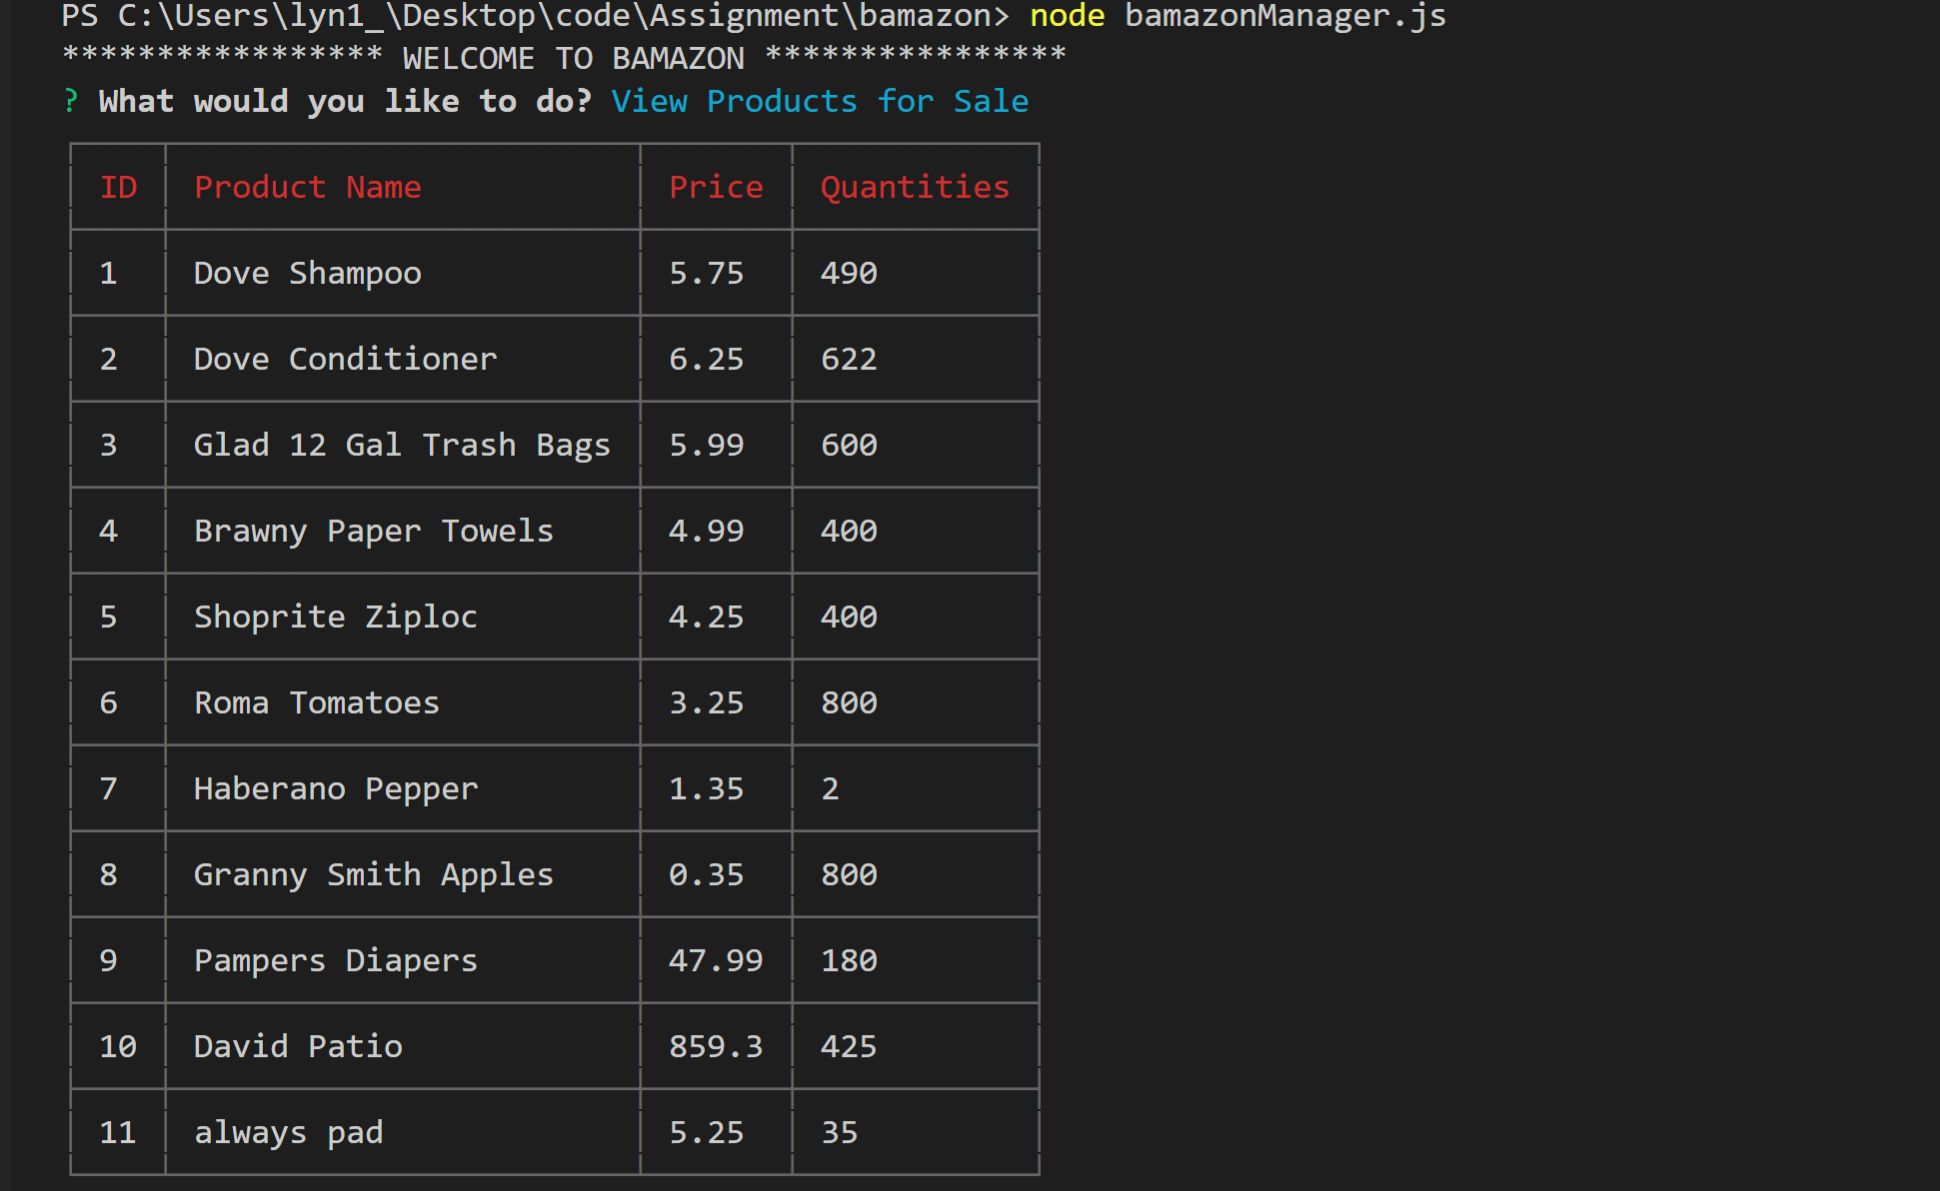 PS C:\Users\lyn1_\Desktop\code\Assignment\bamazon> node bamazonManager.js
***************** WELCOME TO BAMAZON ****************
? What would you like to do? View Products for Sale
ID Product Name Price Quantities
1 Dove Shampoo 5.75 490
2 Dove Conditioner 6.25 622
3 Glad 12 Gal Trash Bags 5.99 600
4 Brawny Paper Towels 4.99 400
5 Shoprite Ziploc 4.25 400
6 Roma Tomatoes 3.25 800
7 Haberano Pepper 1.35 2
8 Granny Smith Apples 0.35 800
9 Pampers Diapers 47.99 180
10 David Patio 859.3 425
11 always pad 5.25 35